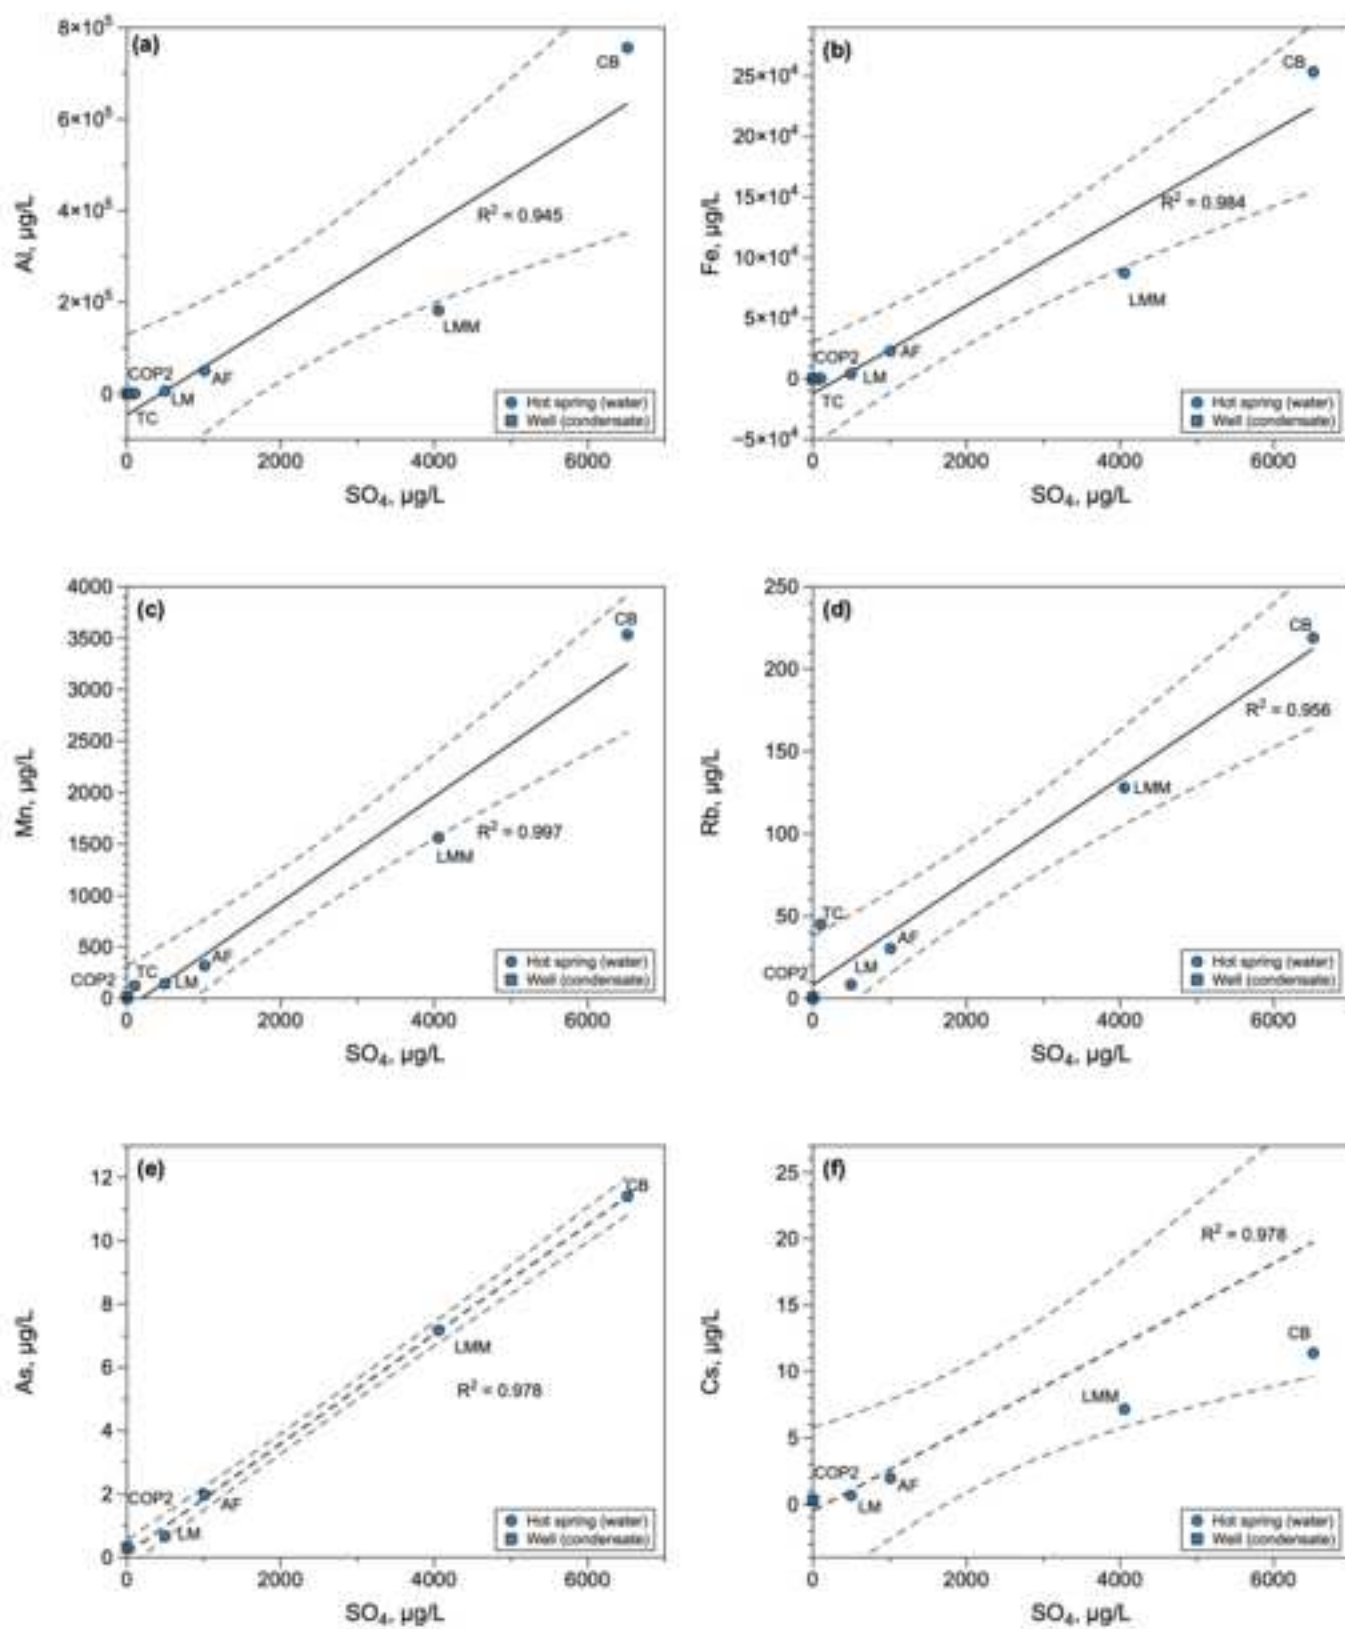 (a)
8×10⁵
6×10⁵
4×10⁵
2×10⁵
0
Al, µg/L
CB
R² = 0.945
LMM
COP2
AF
LM
TC
Hot spring (water)
Well (condensate)
0 2000 4000 6000
SO₄, µg/L
(b)
25×10⁴
20×10⁴
15×10⁴
10×10⁴
5×10⁴
0
−5×10⁴
Fe, µg/L
CB
R² = 0.984
LMM
COP2
AF
LM
TC
Hot spring (water)
Well (condensate)
0 2000 4000 6000
SO₄, µg/L
(c)
4000
3500
3000
2500
2000
1500
1000
500
0
Mn, µg/L
CB
R² = 0.997
LMM
AF
TC
COP2
LM
Hot spring (water)
Well (condensate)
0 2000 4000 6000
SO₄, µg/L
(d)
250
200
150
100
50
0
Rb, µg/L
CB
R² = 0.956
LMM
TC
AF
LM
COP2
Hot spring (water)
Well (condensate)
0 2000 4000 6000
SO₄, µg/L
(e)
12
10
8
6
4
2
0
As, µg/L
CB
LMM
R² = 0.978
COP2
AF
LM
Hot spring (water)
Well (condensate)
0 2000 4000 6000
SO₄, µg/L
(f)
25
20
15
10
5
0
Cs, µg/L
R² = 0.978
CB
LMM
COP2
AF
LM
Hot spring (water)
Well (condensate)
0 2000 4000 6000
SO₄, µg/L